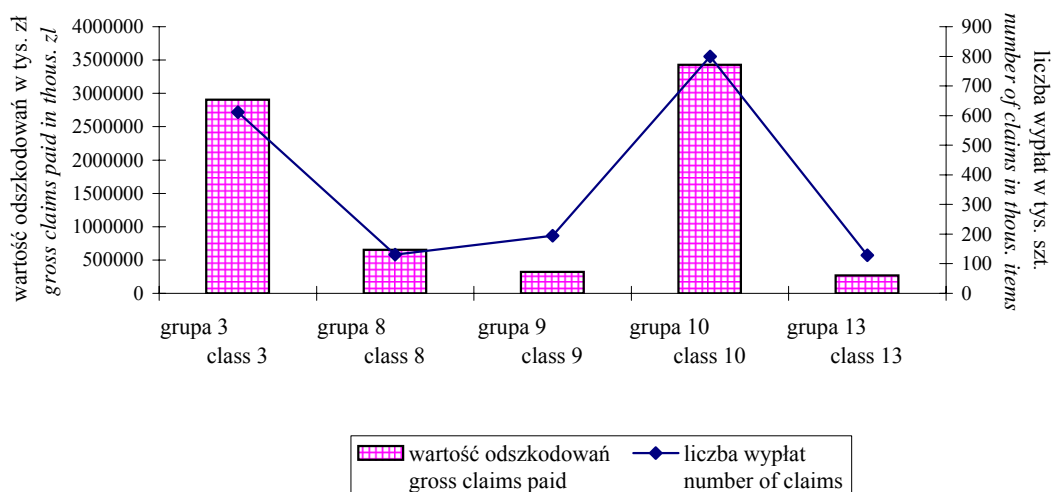 wartość odszkodowań w tys. zł
gross claims paid in thous. zl
4000000
3500000
3000000
2500000
2000000
1500000
1000000
500000
0
900
800
700
600
500
400
300
200
100
0
liczba wypłat w tys. szt.
number of claims in thous. items
grupa 3
class 3
grupa 8
class 8
grupa 9
class 9
grupa 10
class 10
grupa 13
class 13
wartość odszkodowań
gross claims paid
liczba wypłat
number of claims